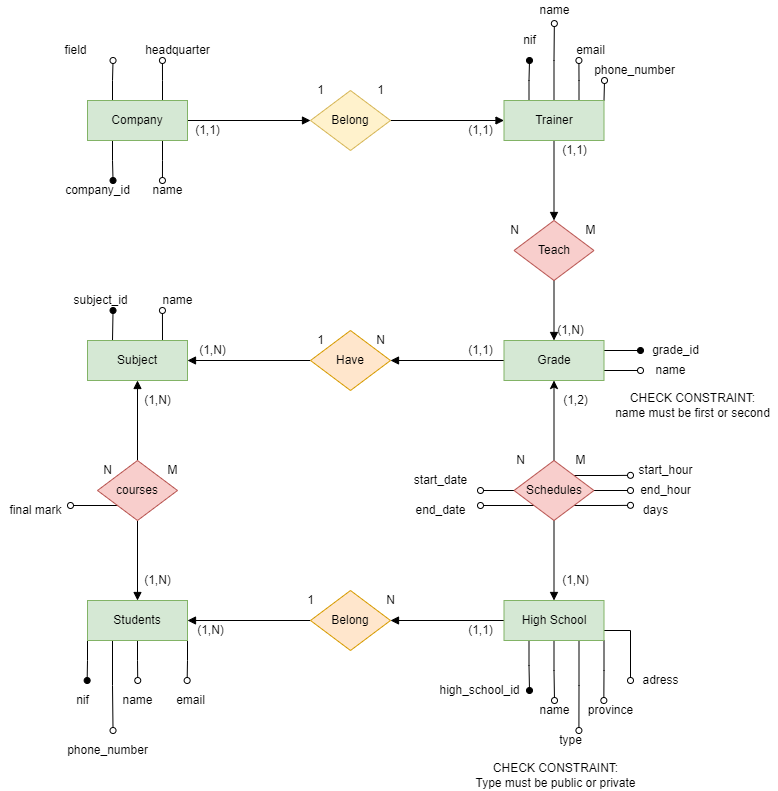 name
nif
field
headquarter
email
phone_number
1
1
Company
Belong
Trainer
(1,1)
(1,1)
(1,1)
company_id
name
N
M
Teach
subject_id
name
(1,N)
1
N
(1,N)
(1,1)
grade_id
Subject
Have
Grade
name
(1,N)
(1,2)
CHECK CONSTRAINT:
name must be first or second
N
M
N
M
start_hour
start_date
courses
Schedules
end_hour
final mark
end_date
days
(1,N)
(1,N)
1
N
Students
Belong
High School
(1,N)
(1,1)
adress
high_school_id
nif
name
email
name
province
type
phone_number
CHECK CONSTRAINT:
Type must be public or private